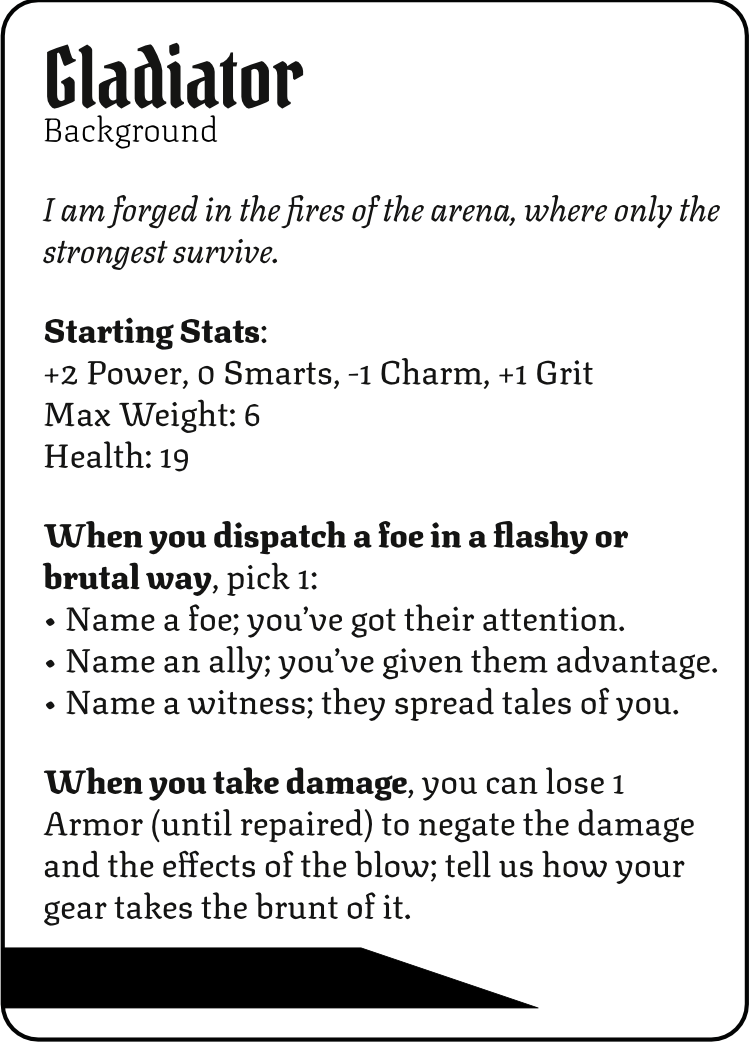 Gladiator
Background
I am forged in the fires of the arena, where only the
strongest survive.
Starting Stats:
+2 Power, 0 Smarts, -1 Charm, +1 Grit
Max Weight: 6
Health: 19
When you dispatch a foe in a flashy or
brutal way, pick 1:
• Name a foe; you’ve got their attention.
• Name an ally; you’ve given them advantage.
• Name a witness; they spread tales of you.
When you take damage, you can lose 1
Armor (until repaired) to negate the damage
and the effects of the blow; tell us how your
gear takes the brunt of it.